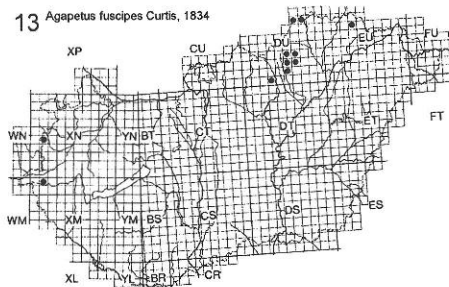 13 Agapetus fuscipes Curtis, 1834
XP CU DU EU FU
WN XN YN BT CT DT ET FT
WM XM YM BS CS DS ES
XL YL BR CR